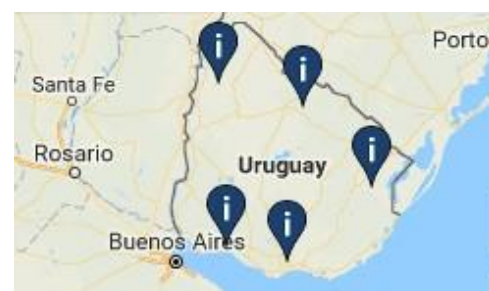 i
i
Porto
Santa Fe
i
Rosario
Uruguay
i
i
Buenos Aires